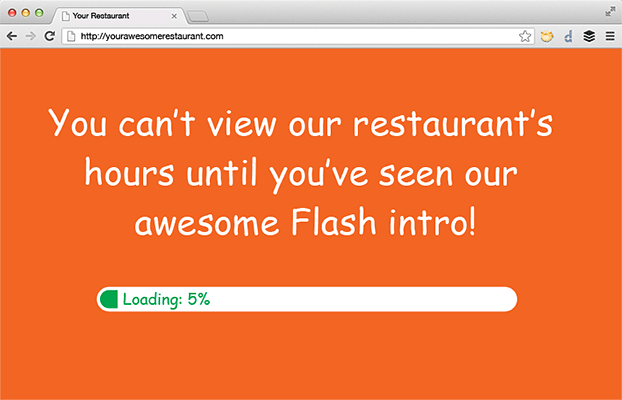 Your Restaurant
http://yourawesomerestaurant.com
You can't view our restaurant's
hours until you've seen our
awesome Flash intro!
Loading: 5%